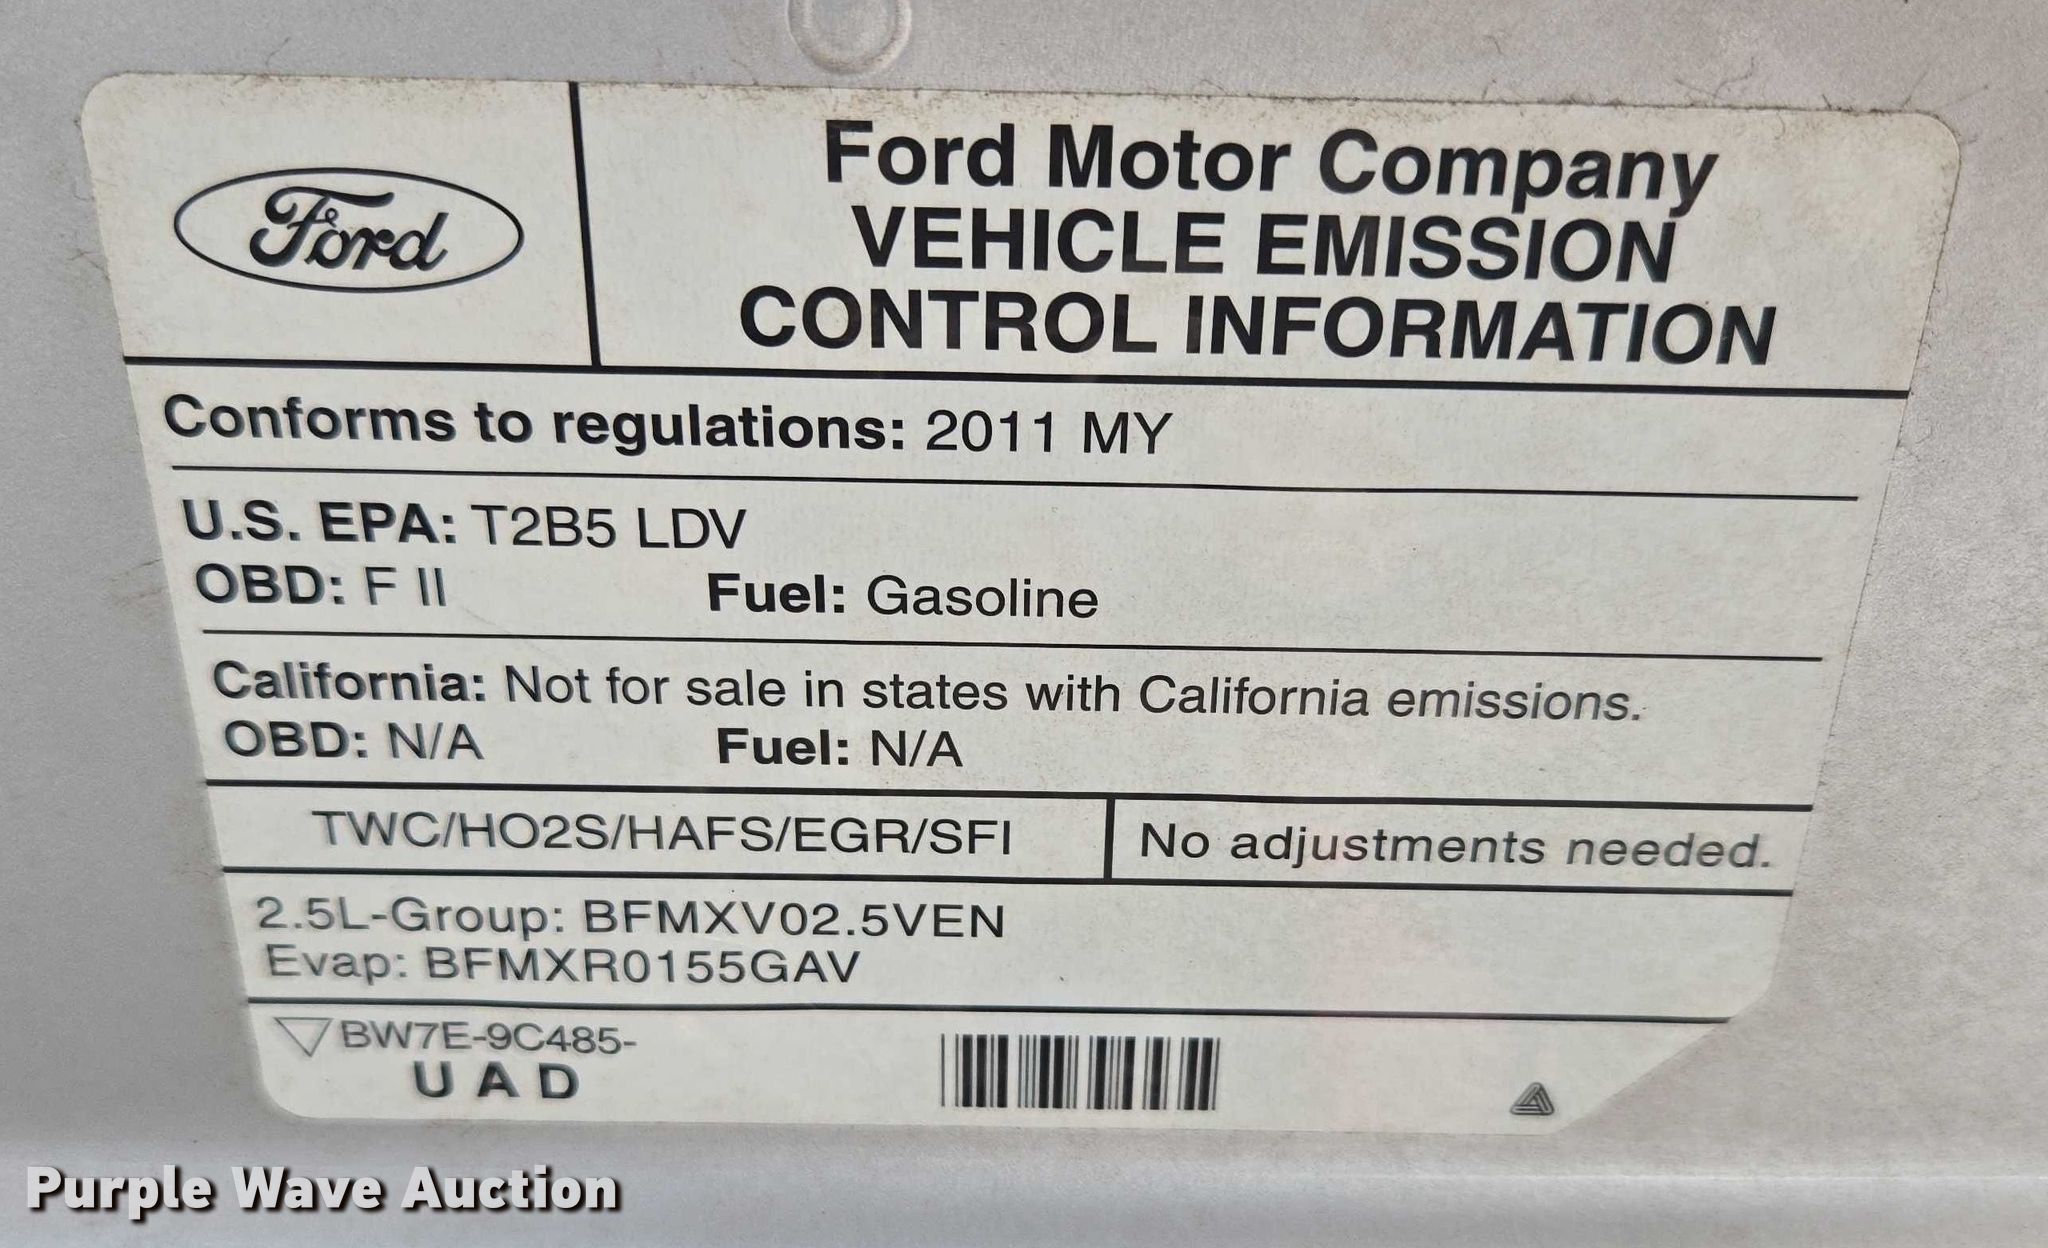 Ford
Ford Motor Company
VEHICLE EMISSION
CONTROL INFORMATION
Conforms to regulations: 2011 MY
U.S. EPA: T2B5 LDV
OBD: F II Fuel: Gasoline
California: Not for sale in states with California emissions.
OBD: N/A Fuel: N/A
TWC/HO2S/HAFS/EGR/SFI No adjustments needed.
2.5L-Group: BFMXV02.5VEN
Evap: BFMXR0155GAV
BW7E-9C485-
U A D
Purple Wave Auction